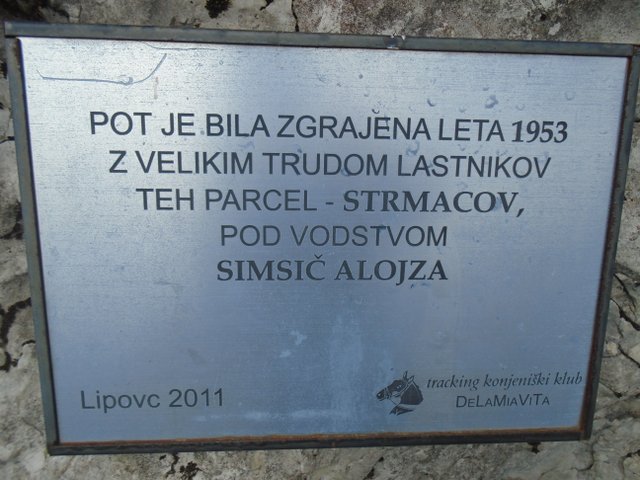 POT JE BILA ZGRAJENA LETA 1953
Z VELIKIM TRUDOM LASTNIKOV
TEH PARCEL - STRMACOV,
POD VODSTVOM
SIMSIČ ALOJZA
Lipovc 2011
tracking konjeniški klub
DELAMIAVITA